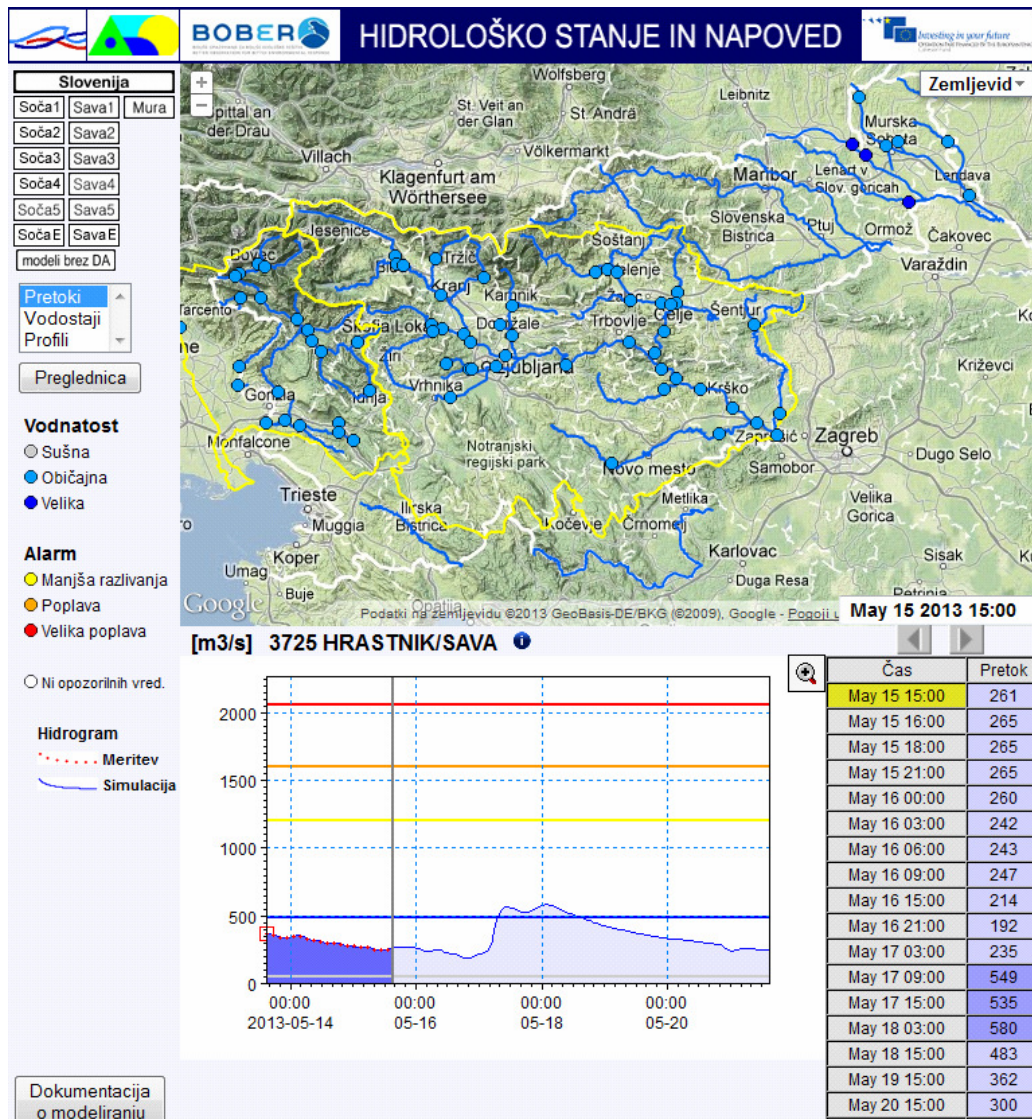 BOBER
HIDROLOŠKO STANJE IN NAPOVED
Investing in your future
Slovenija
Soča1 Sava1 Mura
Soča2 Sava2
Soča3 Sava3
Soča4 Sava4
Soča5 Sava5
SočaE SavaE
modeli brez DA
Pretoki
Vodostaji
Profili
Preglednica
Vodnatost
Sušna
Običajna
Velika
Alarm
Manjša razlivanja
Poplava
Velika poplava
Ni opozorilnih vred.
Hidrogram
Meritev
Simulacija
Dokumentacija
o modeliranju
+
−
Zemljevid
Wolfsberg
Leibnitz
Spittal an
der Drau
St. Veit an
der Glan
St. Andrä
Murska
Sobota
Villach
Völkermarkt
Klagenfurt am
Wörthersee
Maribor
Lenart v
Slov. goricah
Lendava
Jesenice
Slovenska
Bistrica
Ptuj
Ormož
Čakovec
Soštanj
Bovec
Tržič
Velenje
Varaždin
Kranj
Kamnik
Žalec
Tarcento
Škofja Loka
Domžale
Trbovlje
Celje
Šentjur
Žiri
Ljubljana
Križevci
Vrhnika
Krško
Gorizia
Idrija
Monfalcone
Notranjski
regijski park
Zaprešić
Zagreb
Dugo Selo
Novo mesto
Samobor
Trieste
Metlika
Velika
Gorica
Muggia
Ilirska
Bistrica
Kočevje
Črnomelj
Koper
Karlovac
Sisak
Umag
Buje
Duga Resa
Petrinja
Opatija
Google
Podatki na zemljevidu ©2013 GeoBasis-DE/BKG (©2009), Google - Pogoji u
May 15 2013 15:00
[m3/s] 3725 HRASTNIK/SAVA
2000
1500
1000
500
0
00:00 00:00 00:00 00:00
2013-05-14 05-16 05-18 05-20
Čas Pretok
May 15 15:00 261
May 15 16:00 265
May 15 18:00 265
May 15 21:00 265
May 16 00:00 260
May 16 03:00 242
May 16 06:00 243
May 16 09:00 247
May 16 15:00 214
May 16 21:00 192
May 17 03:00 235
May 17 09:00 549
May 17 15:00 535
May 18 03:00 580
May 18 15:00 483
May 19 15:00 362
May 20 15:00 300